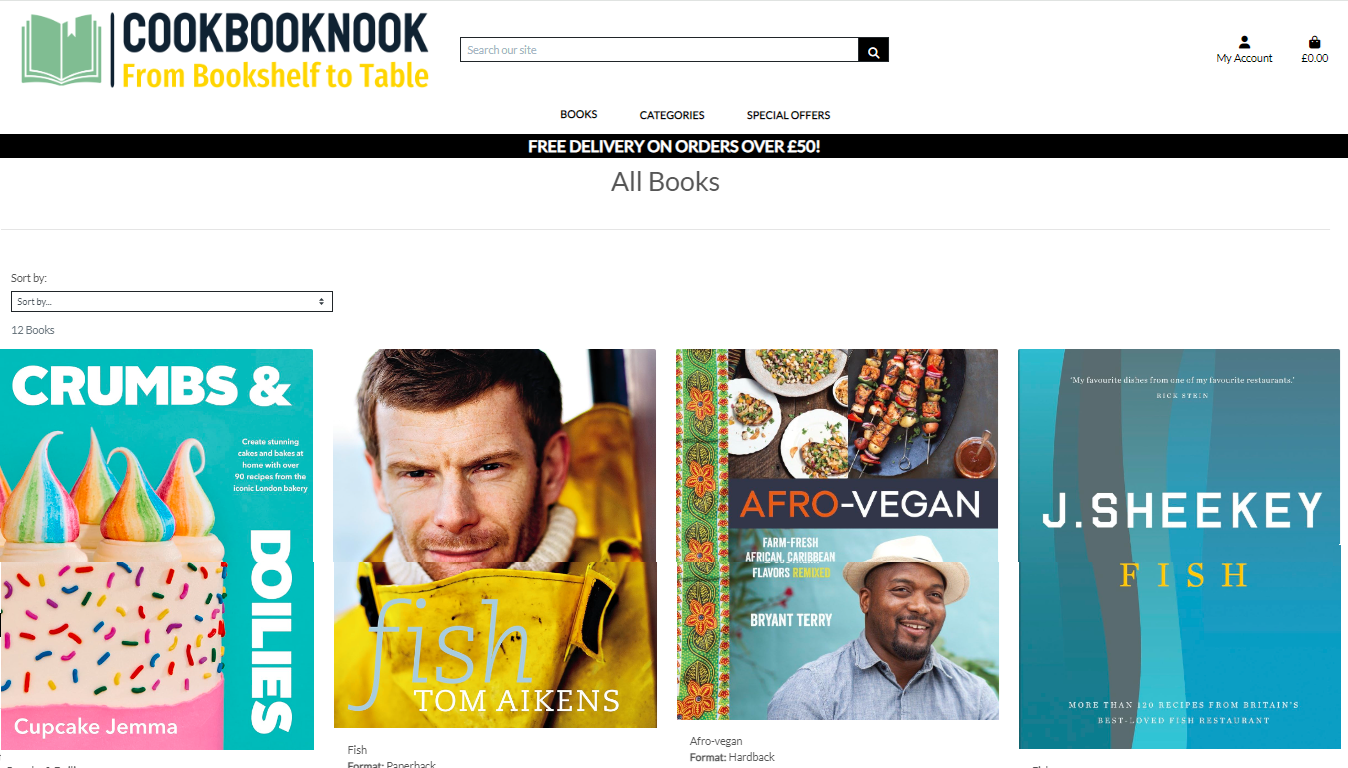 COOKBOOKNOOK
From Bookshelf to Table
Search our site
My Account
£0.00
BOOKS
CATEGORIES
SPECIAL OFFERS
FREE DELIVERY ON ORDERS OVER £50!
All Books
Sort by:
Sort by...
12 Books
CRUMBS &
Create stunning
cakes and bakes at
home with over
90 recipes from the
iconic London bakery
DOILIES
Cupcake Jemma
fish
TOM AIKENS
Fish
Format: Paperback
AFRO-VEGAN
FARM-FRESH
AFRICAN, CARIBBEAN
FLAVORS REMIXED
BRYANT TERRY
Afro-vegan
Format: Hardback
'My favourite dishes from one of my favourite restaurants.'
RICK STEIN
J.SHEEKEY
FISH
MORE THAN 120 RECIPES FROM BRITAIN'S
BEST-LOVED FISH RESTAURANT